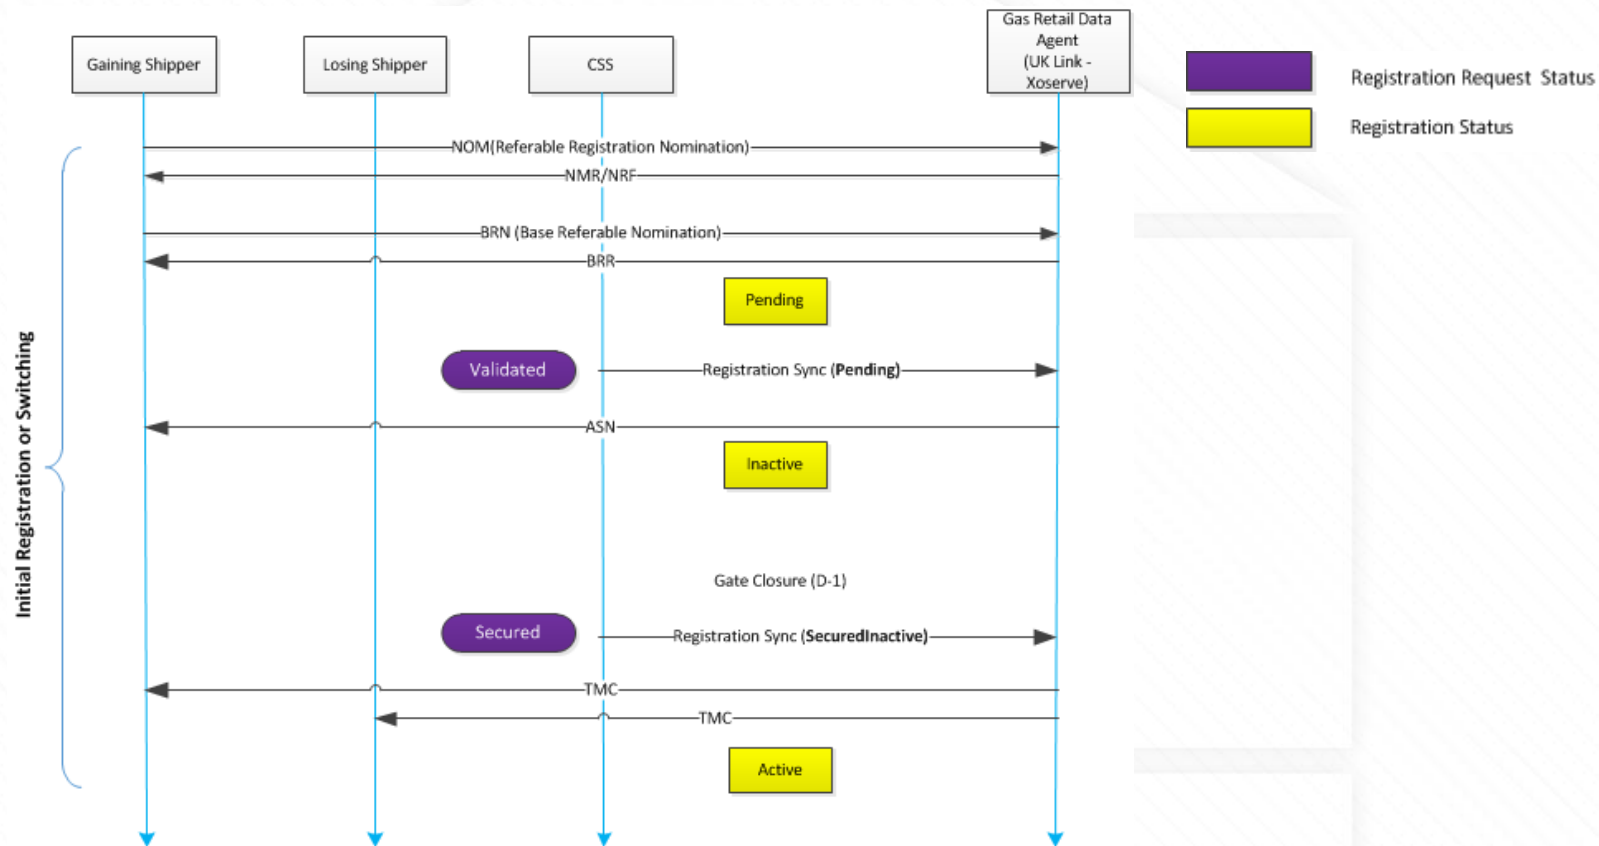 Gaining Shipper
Losing Shipper
CSS
Gas Retail Data
Agent
(UK Link -
Xoserve)
Registration Request Status
Registration Status
NOM(Referable Registration Nomination)
NMR/NRF
BRN (Base Referable Nomination)
BRR
Pending
Validated
Registration Sync (Pending)
ASN
Inactive
Initial Registration or Switching
Gate Closure (D-1)
Secured
Registration Sync (SecuredInactive)
TMC
TMC
Active